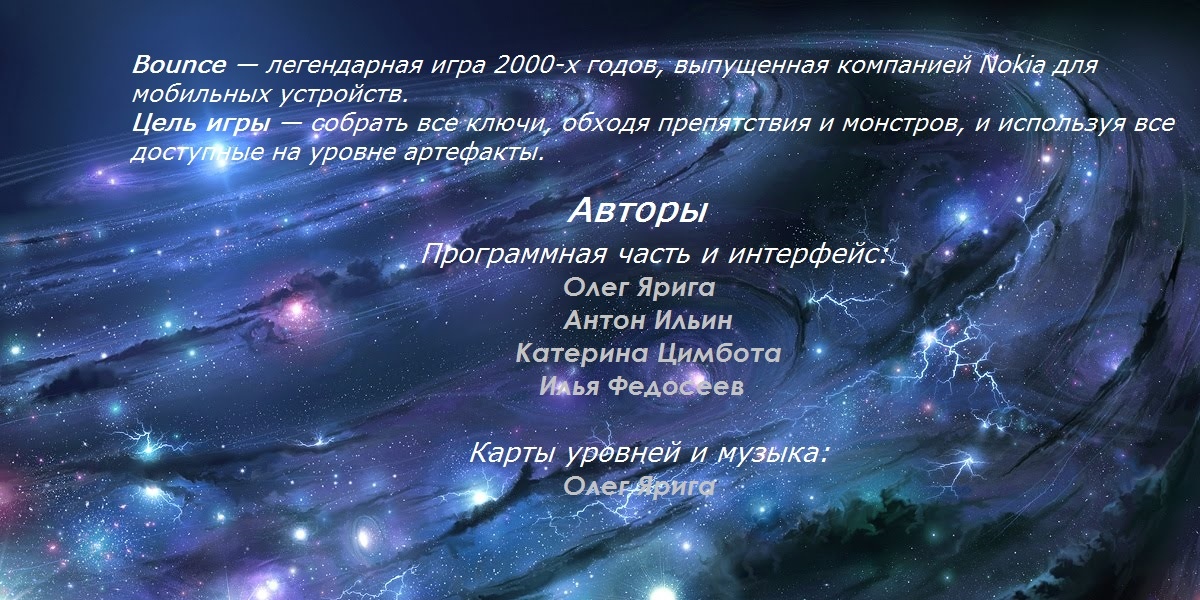 Bounce — легендарная игра 2000-х годов, выпущенная компанией Nokia для
мобильных устройств.
Цель игры — собрать все ключи, обходя препятствия и монстров, и используя все
доступные на уровне артефакты.
Авторы
Программная часть и интерфейс:
Олег Ярига
Антон Ильин
Катерина Цимбота
Илья Федосеев
Карты уровней и музыка:
Олег Ярига